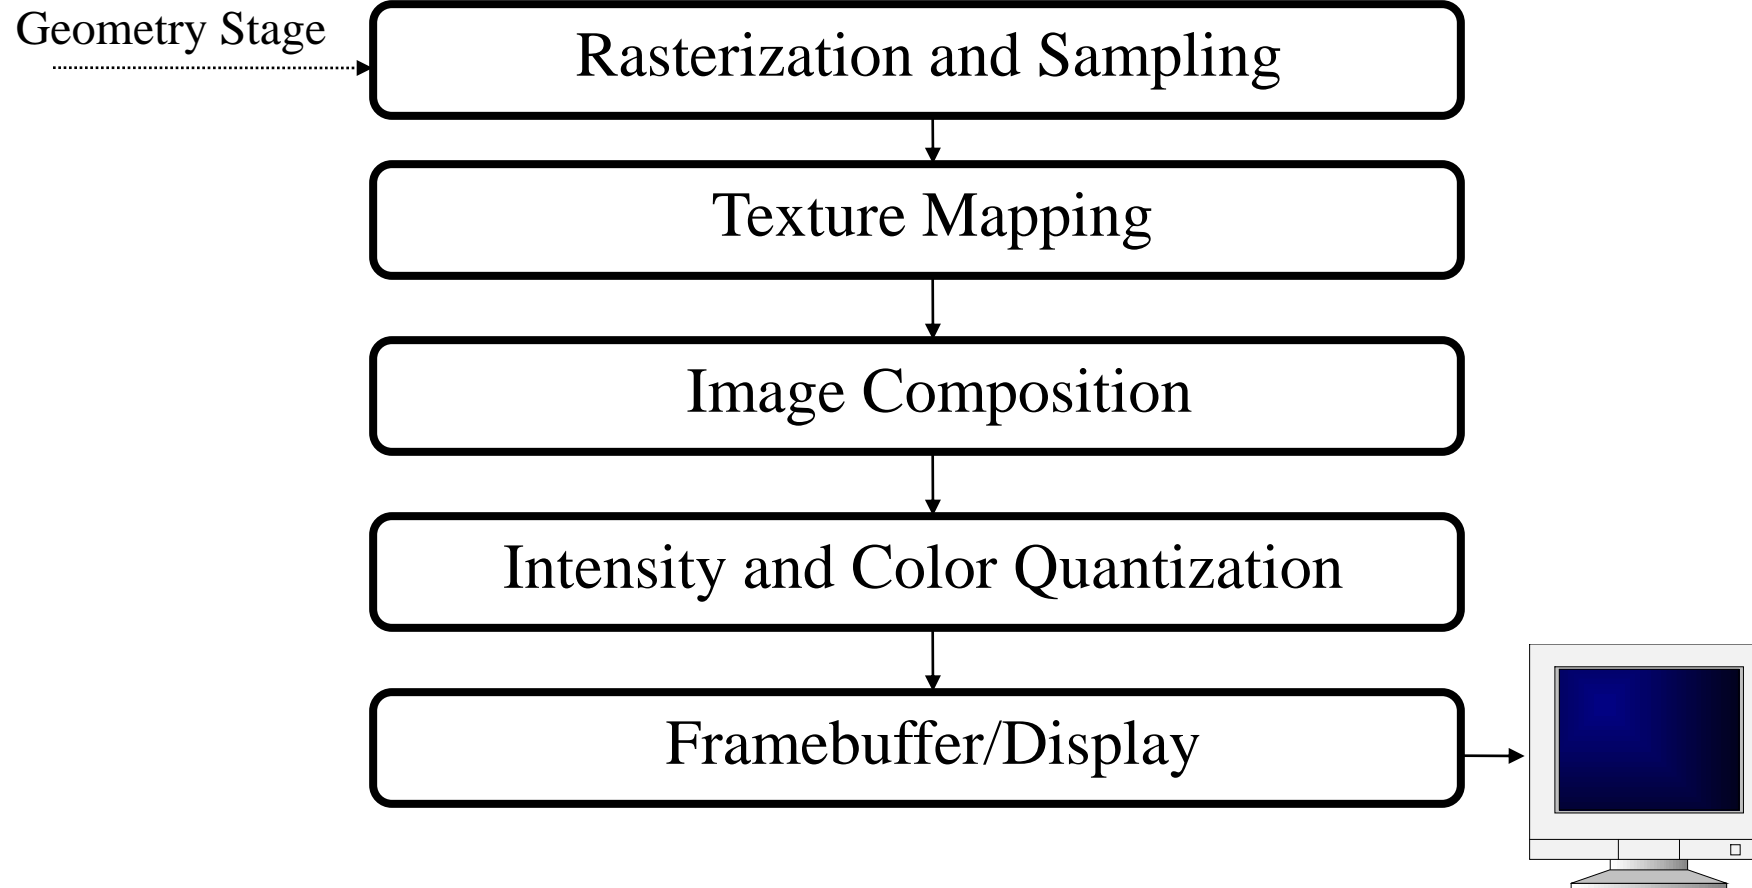 Geometry Stage
Rasterization and Sampling
Texture Mapping
Image Composition
Intensity and Color Quantization
Framebuffer/Display